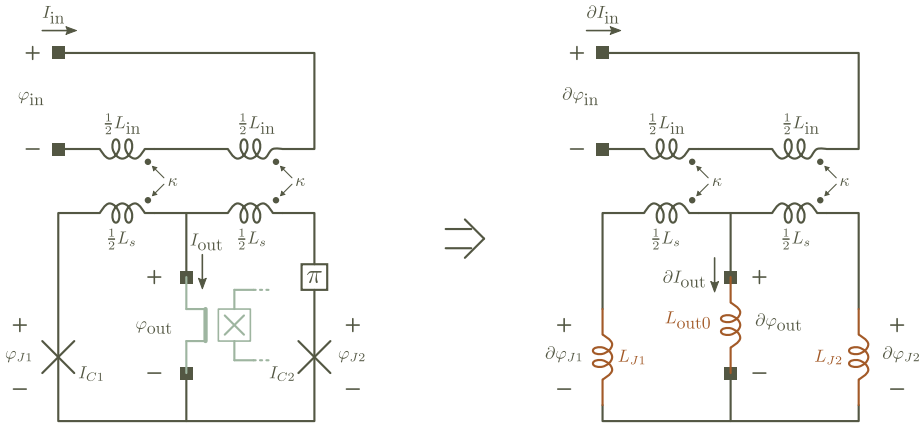 I_in
+
φ_in
−
½L_in
½L_in
κ
κ
½L_s
½L_s
I_out
+
π
+
φ_out
+
φ_J1
I_C1
I_C2
φ_J2
−
−
−
⇒
∂I_in
+
∂φ_in
−
½L_in
½L_in
κ
κ
½L_s
½L_s
∂I_out
+
+
L_out0
∂φ_out
+
∂φ_J1
L_J1
L_J2
∂φ_J2
−
−
−